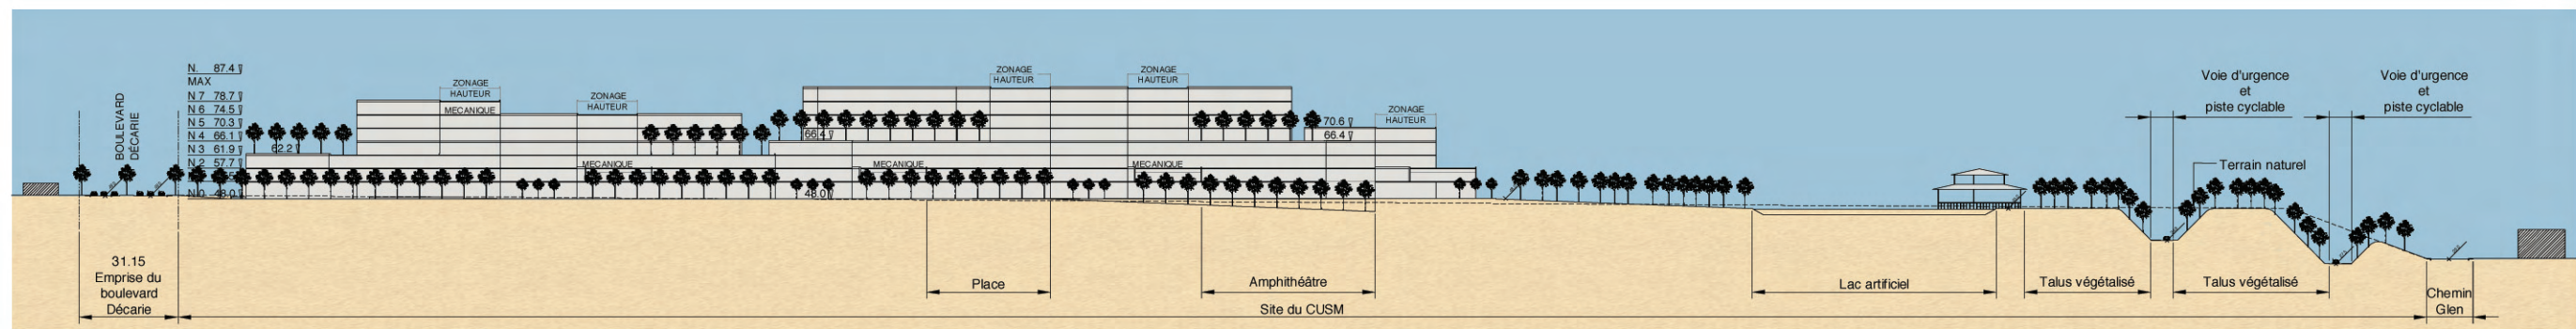 N. 87.4
MAX
N 7 78.7
N 6 74.5
N 5 70.3
N 4 66.1
N 3 61.9
N 2 57.7
N 0 48.0
BOULEVARD
DÉCARIE
62.2
ZONAGE
HAUTEUR
MECANIQUE
ZONAGE
HAUTEUR
MECANIQUE
66.4
48.0
MECANIQUE
ZONAGE
HAUTEUR
ZONAGE
HAUTEUR
MECANIQUE
70.6
66.4
ZONAGE
HAUTEUR
Voie d'urgence
et
piste cyclable
Voie d'urgence
et
piste cyclable
Terrain naturel
31.15
Emprise du
boulevard
Décarie
Place
Amphithéâtre
Lac artificiel
Talus végétalisé
Talus végétalisé
Chemin
Glen
Site du CUSM